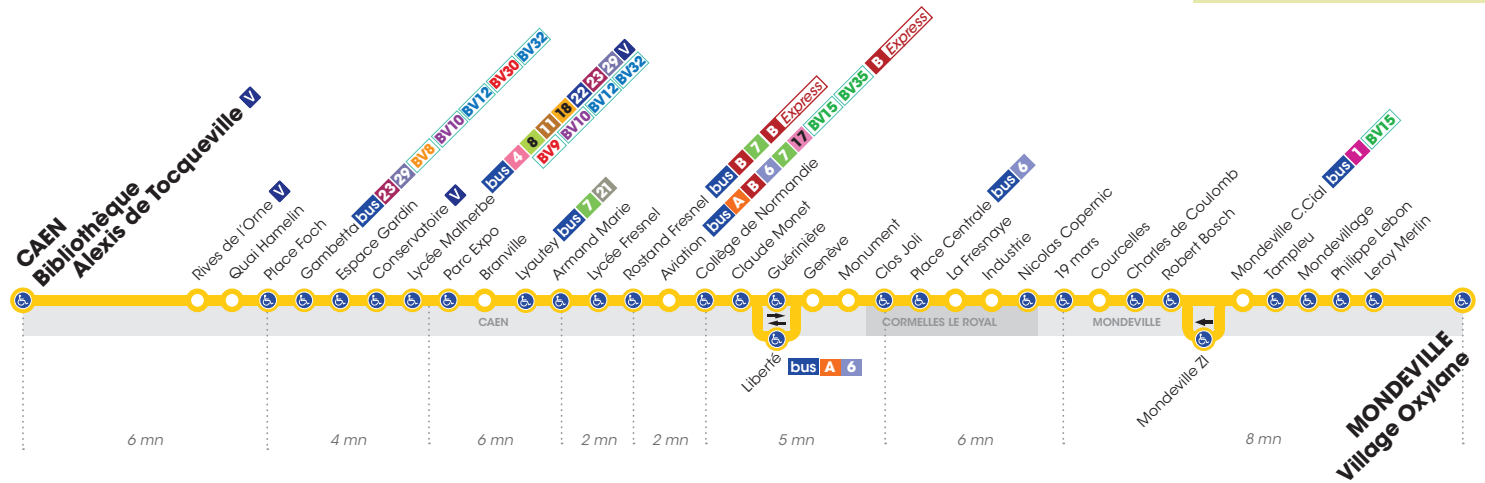 CAEN
Bibliothèque
Alexis de Tocqueville V
Rives de l'Orne V
Quai Hamelin
Place Foch
Gambetta bus 23 29 BV8 BV10 BV12 BV30 BV32
Espace Gardin
Conservatoire V
Lycée Malherbe bus 4 8 11 18 22 23 29 V
BV9 BV10 BV12 BV32
Parc Expo
Branville
Lyautey bus 7 21
Armand Marie
Lycée Fresnel
Rostand Fresnel bus B 7 B Express
Aviation bus A B 6 7 17 BV15 BV35 B Express
Collège de Normandie
Claude Monet
Guérinière
Genève
Monument
Clos Joli
Place Centrale bus 6
La Fresnaye
Industrie
Nicolas Copernic
19 mars
Courcelles
Charles de Coulomb
Robert Bosch
Mondeville C.Cial bus 1 BV15
Tampleu
Mondevillage
Philippe Lebon
Leroy Merlin
CAEN
CORMELLES LE ROYAL
MONDEVILLE
Liberté bus A 6
Mondeville ZI
MONDEVILLE
Village Oxylane
6 mn
4 mn
6 mn
2 mn
2 mn
5 mn
6 mn
8 mn